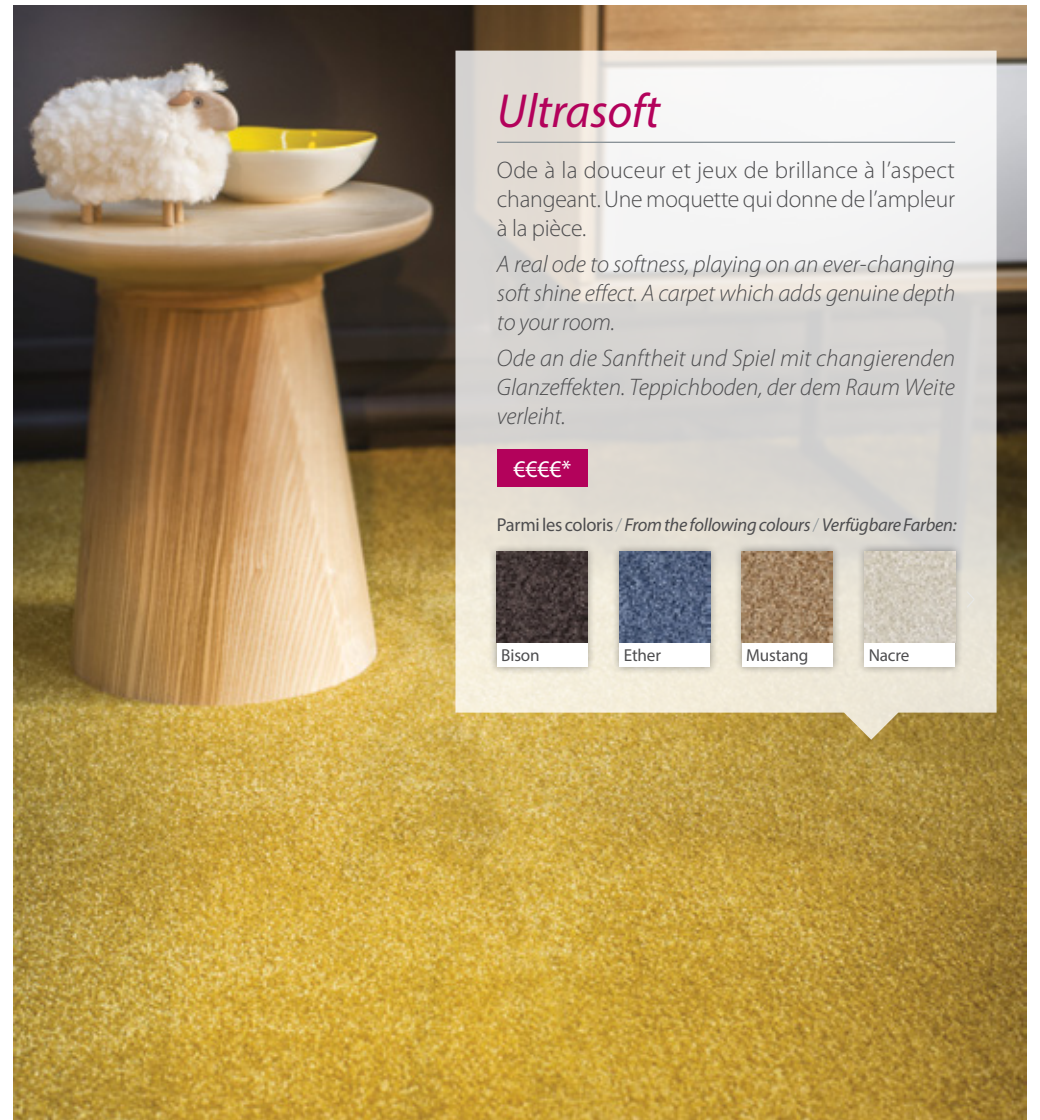 Ultrasoft
Ode à la douceur et jeux de brillance à l'aspect
changeant. Une moquette qui donne de l'ampleur
à la pièce.
A real ode to softness, playing on an ever-changing
soft shine effect. A carpet which adds genuine depth
to your room.
Ode an die Sanftheit und Spiel mit changierenden
Glanzeffekten. Teppichboden, der dem Raum Weite
verleiht.
€€€€*
Parmi les coloris / From the following colours / Verfügbare Farben:
Bison Ether Mustang Nacre